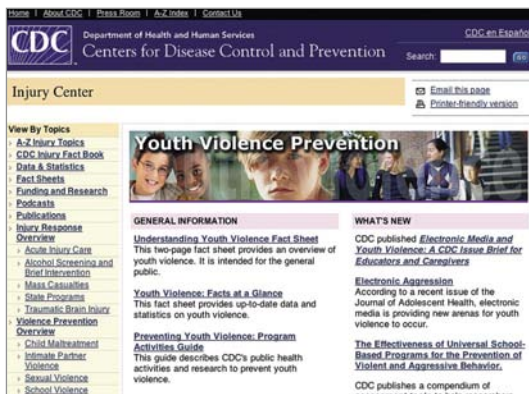 Home | About CDC | Press Room | A-Z Index | Contact Us
CDC
Department of Health and Human Services
Centers for Disease Control and Prevention
CDC en Español
Search:
GO
Injury Center
Email this page
Printer-friendly version
View By Topics
A-Z Injury Topics
CDC Injury Fact Book
Data & Statistics
Fact Sheets
Funding and Research
Podcasts
Publications
Injury Response
Overview
Acute Injury Care
Alcohol Screening and
Brief Intervention
Mass Casualties
State Programs
Traumatic Brain Injury
Violence Prevention
Overview
Child Maltreatment
Intimate Partner
Violence
Sexual Violence
School Violence
Youth Violence Prevention
GENERAL INFORMATION
Understanding Youth Violence Fact Sheet
This two-page fact sheet provides an overview of
youth violence. It is intended for the general
public.
Youth Violence: Facts at a Glance
This fact sheet provides up-to-date data and
statistics on youth violence.
Preventing Youth Violence: Program
Activities Guide
This guide describes CDC's public health
activities and research to prevent youth
violence.
WHAT'S NEW
CDC published Electronic Media and
Youth Violence: A CDC Issue Brief for
Educators and Caregivers
Electronic Aggression
According to a recent issue of the
Journal of Adolescent Health, electronic
media is providing new arenas for youth
violence to occur.
The Effectiveness of Universal School-
Based Programs for the Prevention of
Violent and Aggressive Behavior.
CDC publishes a compendium of